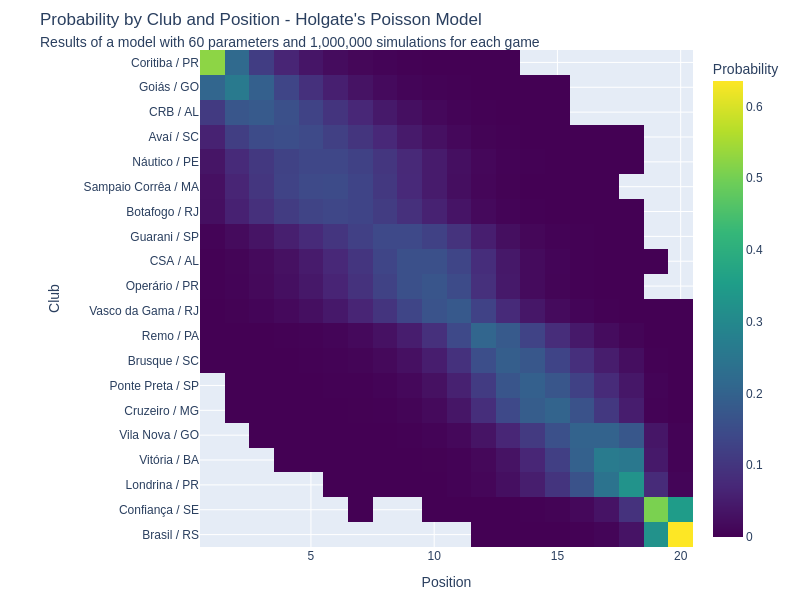 Probability by Club and Position - Holgate's Poisson Model
Results of a model with 60 parameters and 1,000,000 simulations for each game
Probability
Club
Coritiba / PR
Goiás / GO
CRB / AL
Avaí / SC
Náutico / PE
Sampaio Corrêa / MA
Botafogo / RJ
Guarani / SP
CSA / AL
Operário / PR
Vasco da Gama / RJ
Remo / PA
Brusque / SC
Ponte Preta / SP
Cruzeiro / MG
Vila Nova / GO
Vitória / BA
Londrina / PR
Confiança / SE
Brasil / RS
0.6
0.5
0.4
0.3
0.2
0.1
0
5 10 15 20
Position